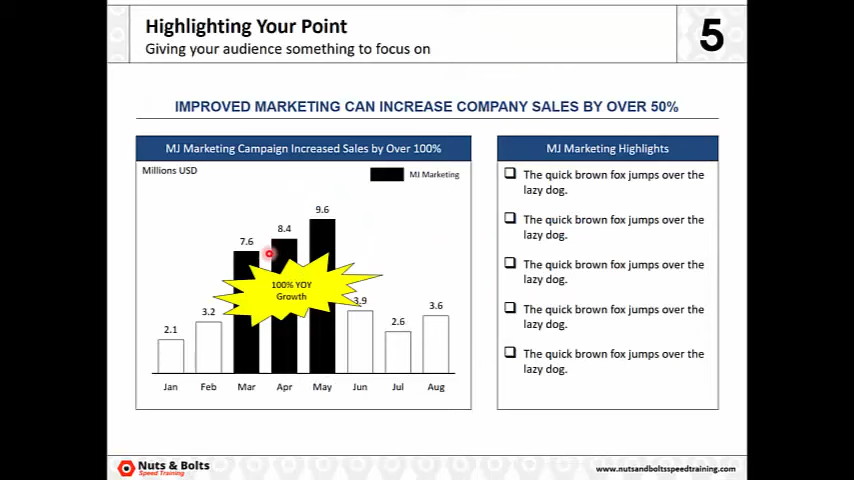 Highlighting Your Point
Giving your audience something to focus on
5
IMPROVED MARKETING CAN INCREASE COMPANY SALES BY OVER 50%
MJ Marketing Campaign Increased Sales by Over 100%
Millions USD
MJ Marketing
9.6
8.4
7.6
100% YOY
Growth
3.9
3.2
3.6
2.1
2.6
Jan Feb Mar Apr May Jun Jul Aug
MJ Marketing Highlights
The quick brown fox jumps over the
lazy dog.
The quick brown fox jumps over the
lazy dog.
The quick brown fox jumps over the
lazy dog.
The quick brown fox jumps over the
lazy dog.
The quick brown fox jumps over the
lazy dog.
Nuts & Bolts
Speed Training
www.nutsandboltsspeedtraining.com